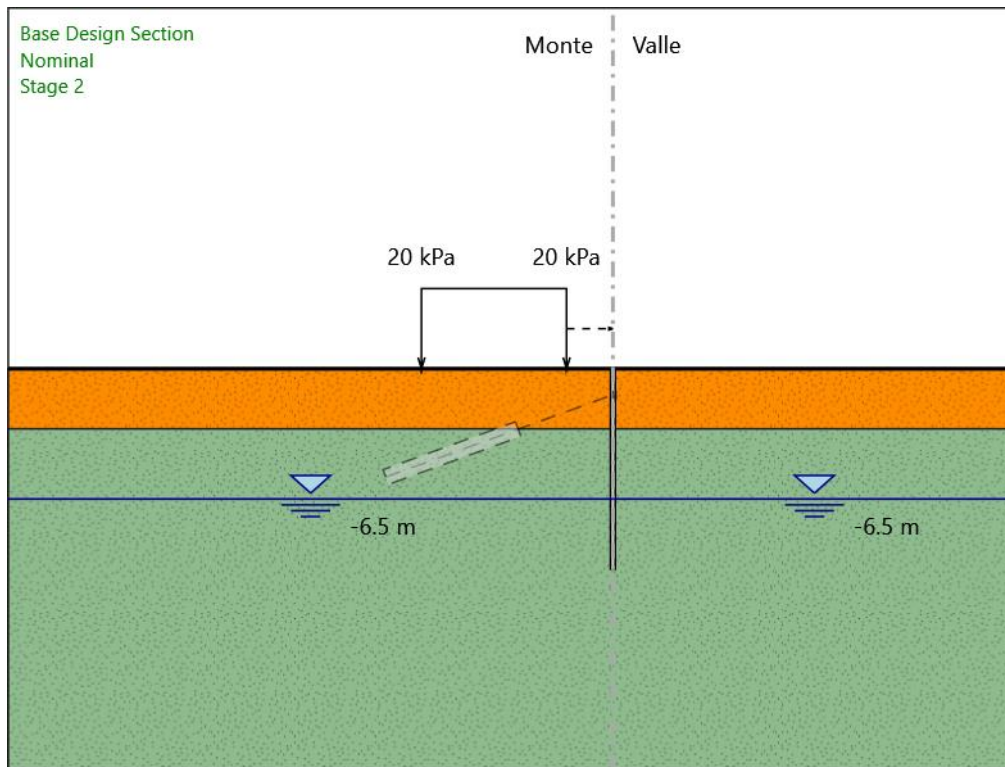 Base Design Section
Nominal
Stage 2
Monte
Valle
20 kPa
20 kPa
-6.5 m
-6.5 m